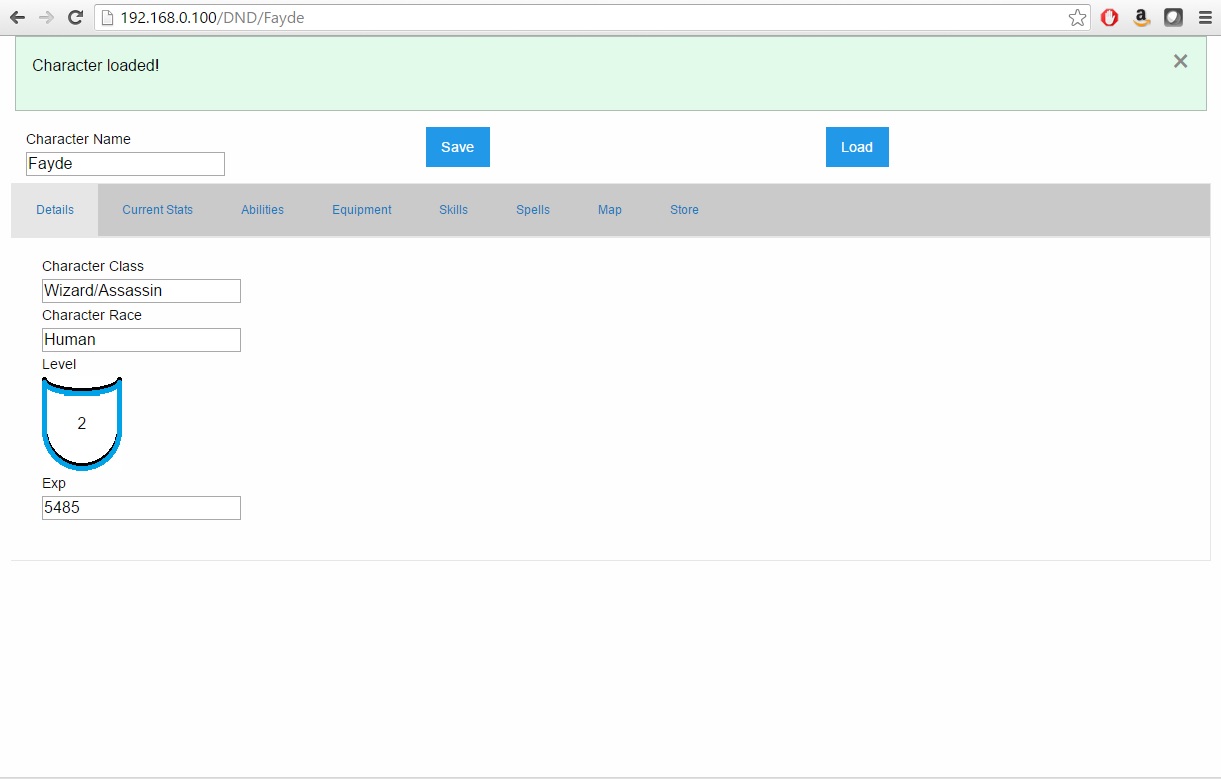 192.168.0.100/DND/Fayde
Character loaded!
Character Name
Save
Load
Fayde
Details Current Stats Abilities Equipment Skills Spells Map Store
Character Class
Wizard/Assassin
Character Race
Human
Level
2
Exp
5485